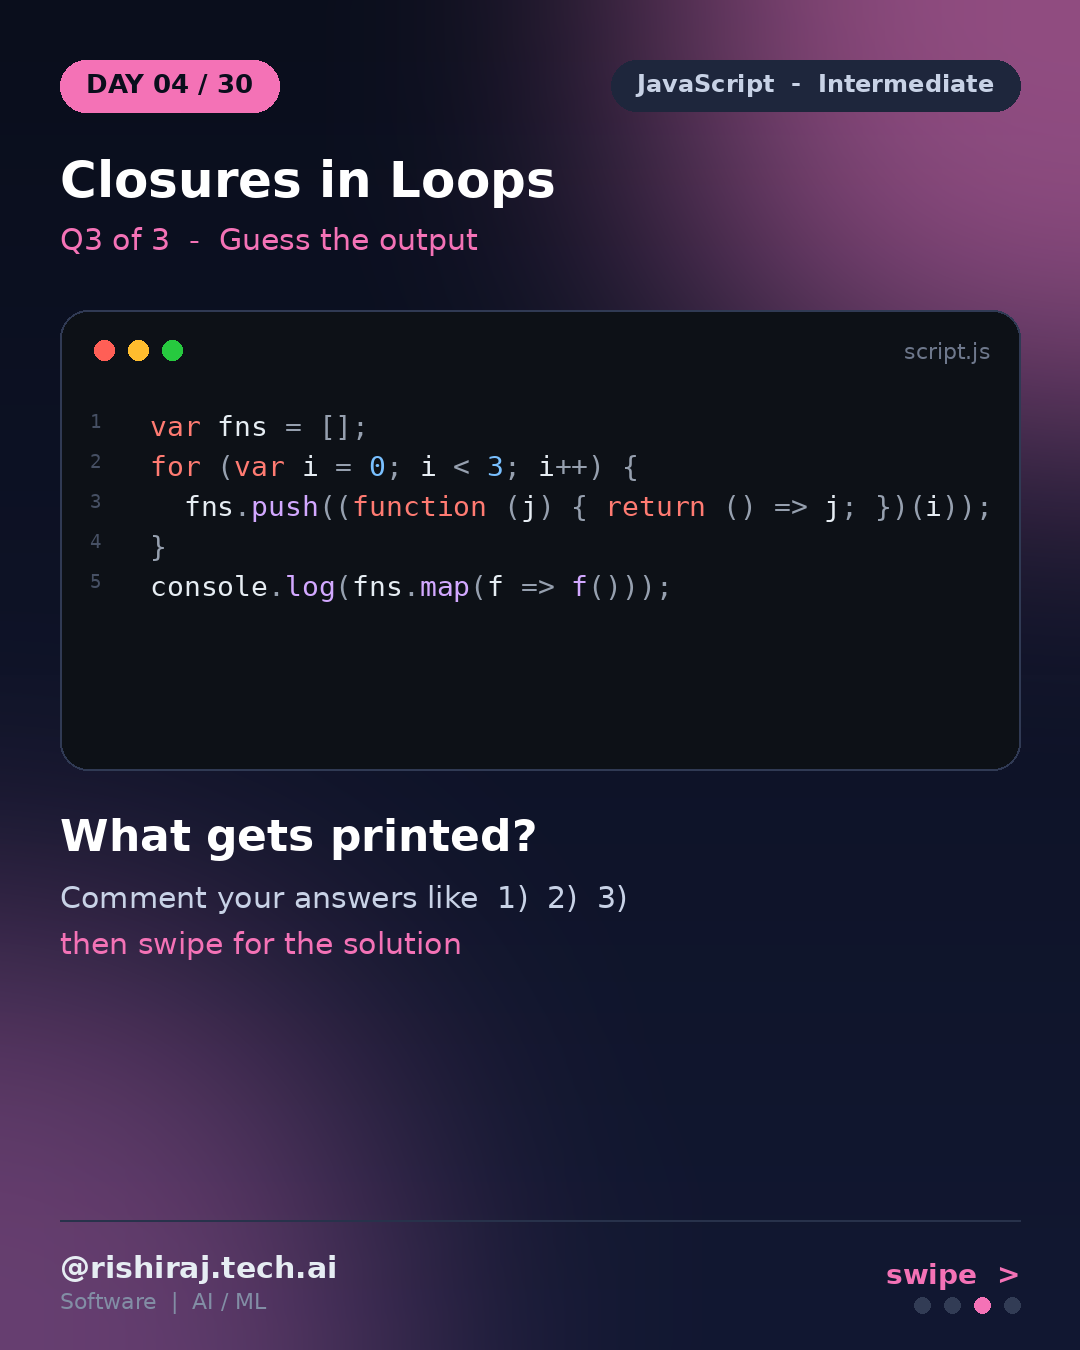 DAY 04 / 30
JavaScript - Intermediate
Closures in Loops
Q3 of 3 - Guess the output
script.js
1 var fns = [];
2 for (var i = 0; i < 3; i++) {
3   fns.push((function (j) { return () => j; })(i));
4 }
5 console.log(fns.map(f => f()));
What gets printed?
Comment your answers like 1) 2) 3)
then swipe for the solution
@rishiraj.tech.ai
Software | AI / ML
swipe >